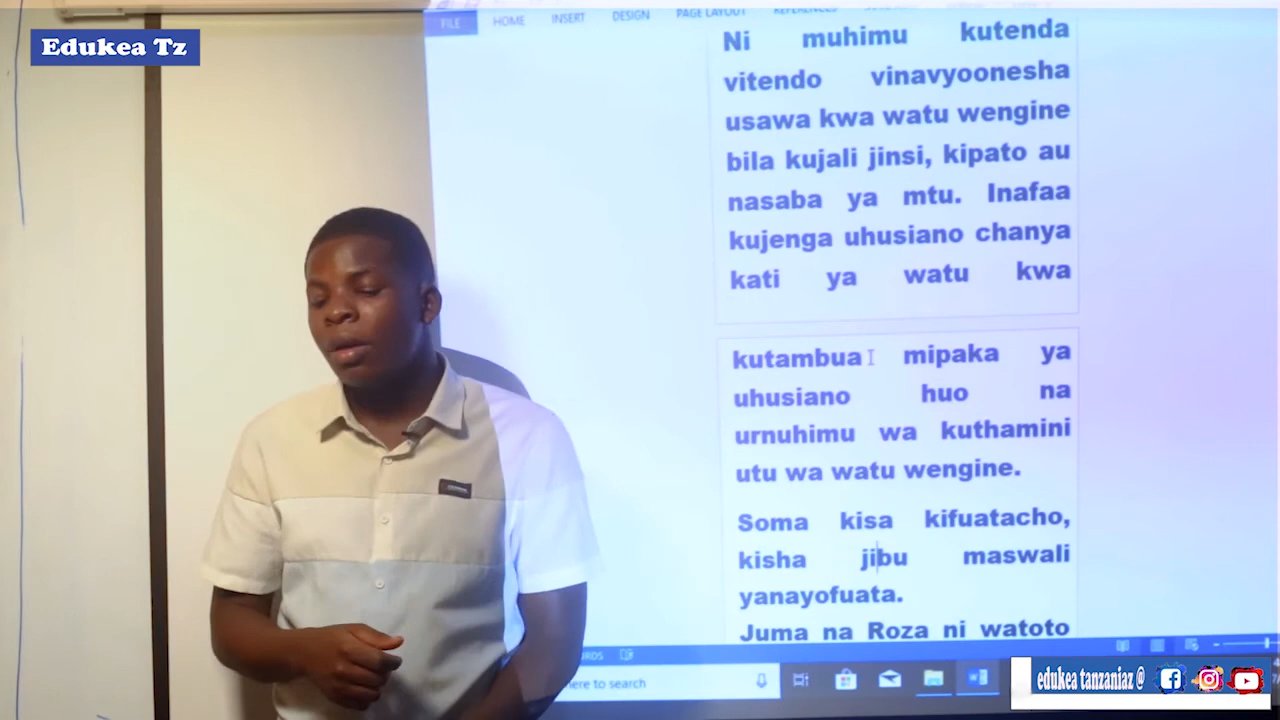 Edukea Tz
FILE HOME INSERT DESIGN PAGE LAYOUT REFERENCES
Ni muhimu kutenda
vitendo vinavyoonesha
usawa kwa watu wengine
bila kujali jinsi, kipato au
nasaba ya mtu. Inafaa
kujenga uhusiano chanya
kati ya watu kwa
kutambua mipaka ya
uhusiano huo na
urnuhimu wa kuthamini
utu wa watu wengine.
Soma kisa kifuatacho,
kisha jibu maswali
yanayofuata.
Juma na Roza ni watoto
here to search
edukea tanzaniaz @